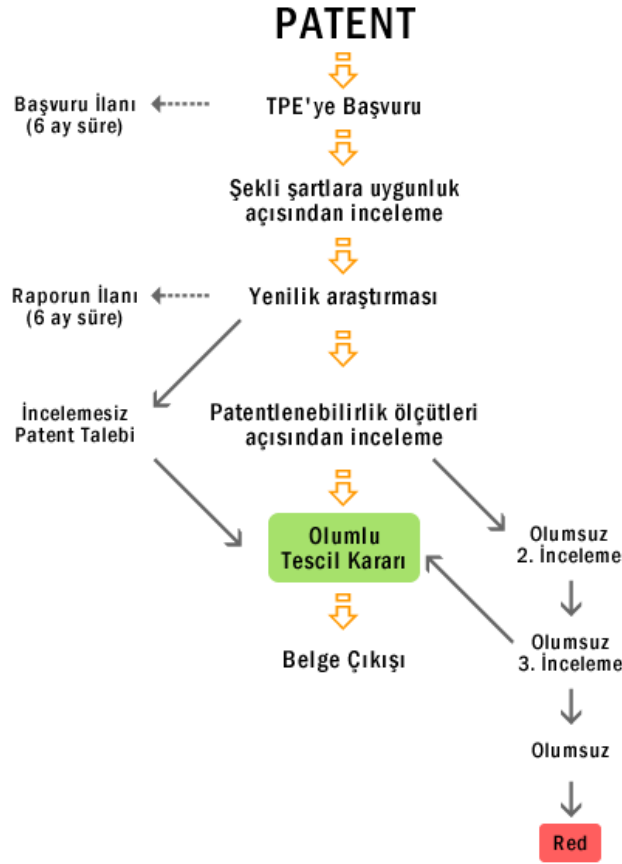 PATENT
TPE'ye Başvuru
Başvuru İlanı
(6 ay süre)
Şekli şartlara uygunluk
açısından inceleme
Yenilik araştırması
Raporun İlanı
(6 ay süre)
İncelemesiz
Patent Talebi
Patentlenebilirlik ölçütleri
açısından inceleme
Olumlu
Tescil Kararı
Olumsuz
2. İnceleme
Belge Çıkışı
Olumsuz
3. İnceleme
Olumsuz
Red